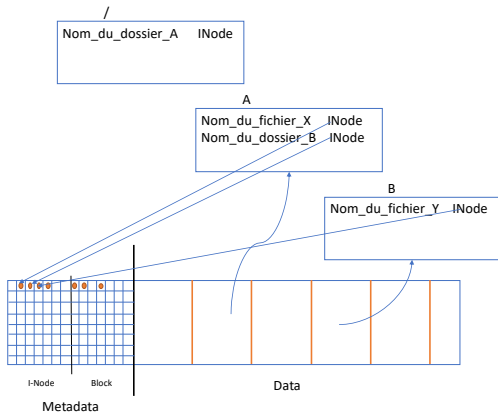 /
Nom_du_dossier_A INode
A
Nom_du_fichier_X INode
Nom_du_dossier_B INode
B
Nom_du_fichier_Y INode
I-Node Block
Data
Metadata